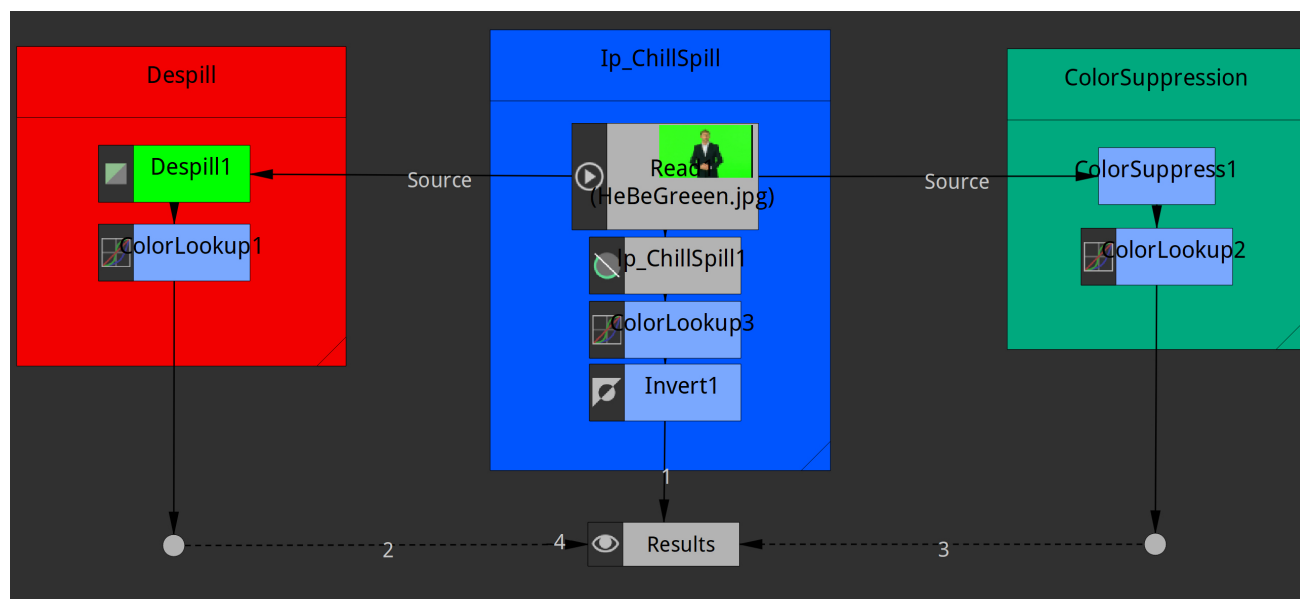 Despill
Ip_ChillSpill
ColorSuppression
Despill1
Source
Read1
(HeBeGreeen.jpg)
Source
ColorSuppress1
ColorLookup1
Ip_ChillSpill1
ColorLookup2
ColorLookup3
Invert1
1
2
4
Results
3